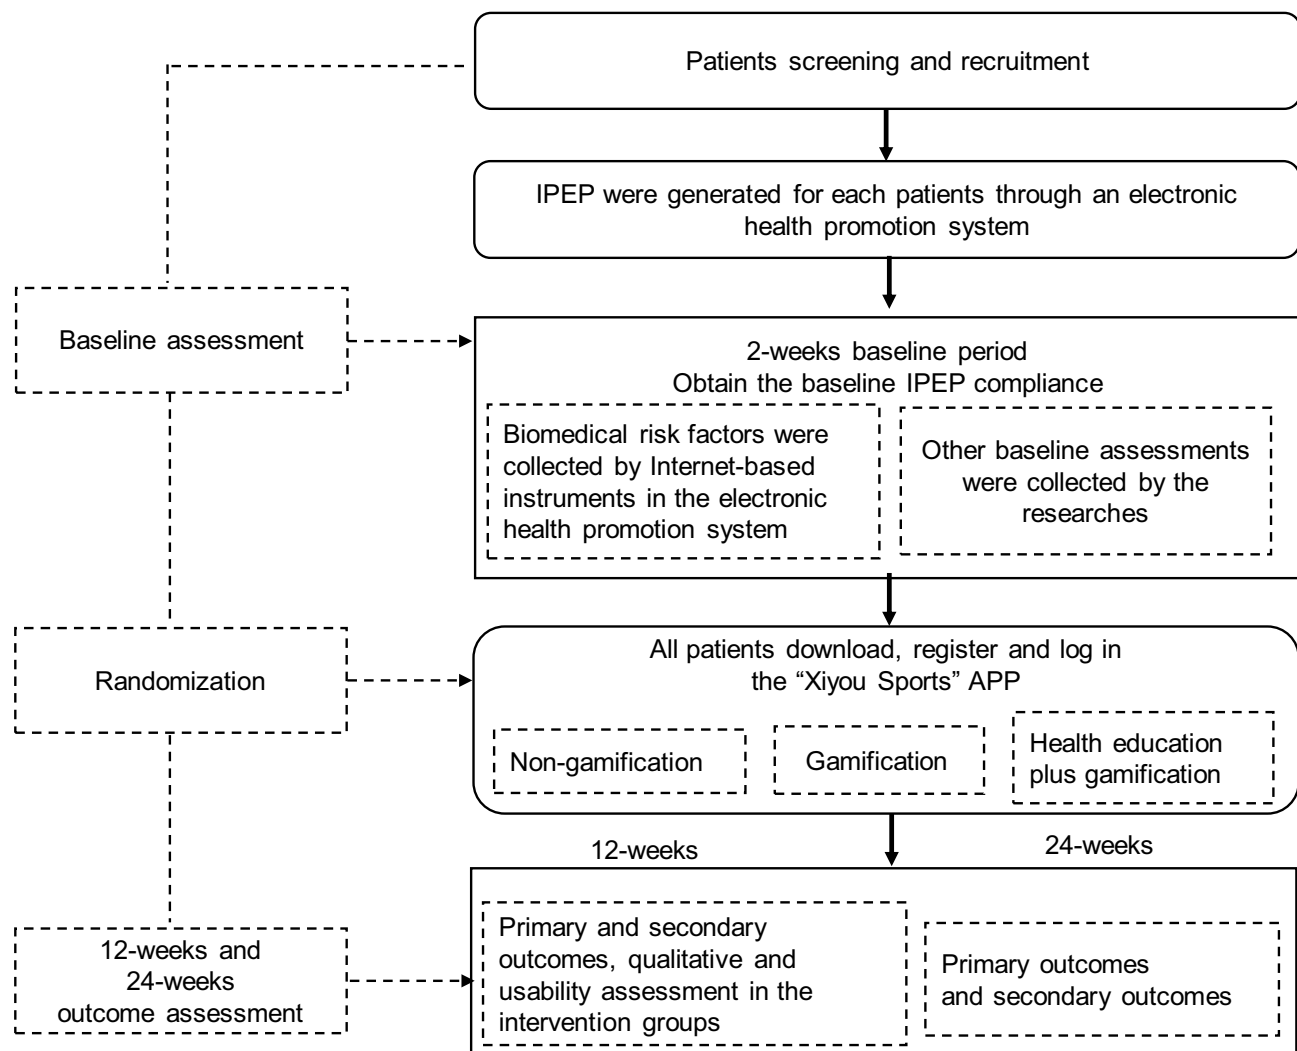 Patients screening and recruitment
IPEP were generated for each patients through an electronic
health promotion system
Baseline assessment
2-weeks baseline period
Obtain the baseline IPEP compliance
Biomedical risk factors were
collected by Internet-based
instruments in the electronic
health promotion system
Other baseline assessments
were collected by the
researches
Randomization
All patients download, register and log in
the “Xiyou Sports” APP
Non-gamification
Gamification
Health education
plus gamification
12-weeks
24-weeks
12-weeks and
24-weeks
outcome assessment
Primary and secondary
outcomes, qualitative and
usability assessment in the
intervention groups
Primary outcomes
and secondary outcomes